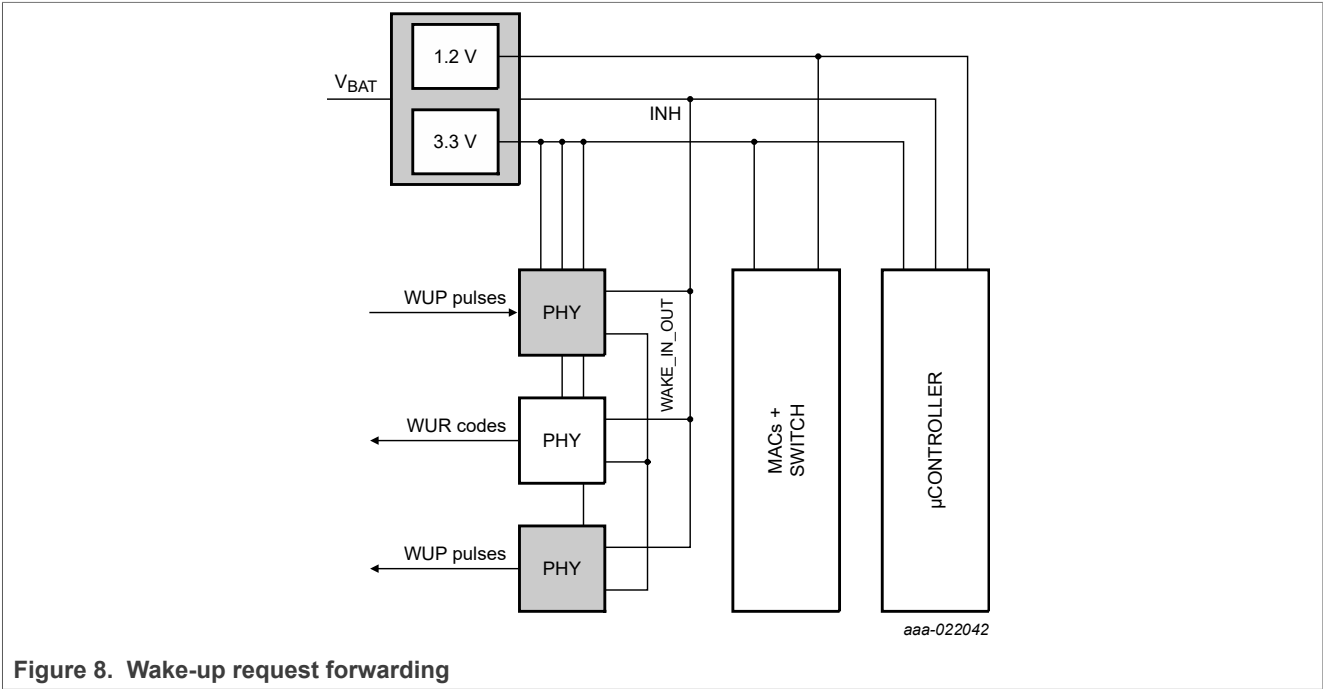 1.2 V
VBAT
INH
3.3 V
WUP pulses
PHY
WAKE_IN_OUT
WUR codes
PHY
MACs +
SWITCH
µCONTROLLER
WUP pulses
PHY
aaa-022042
Figure 8. Wake-up request forwarding